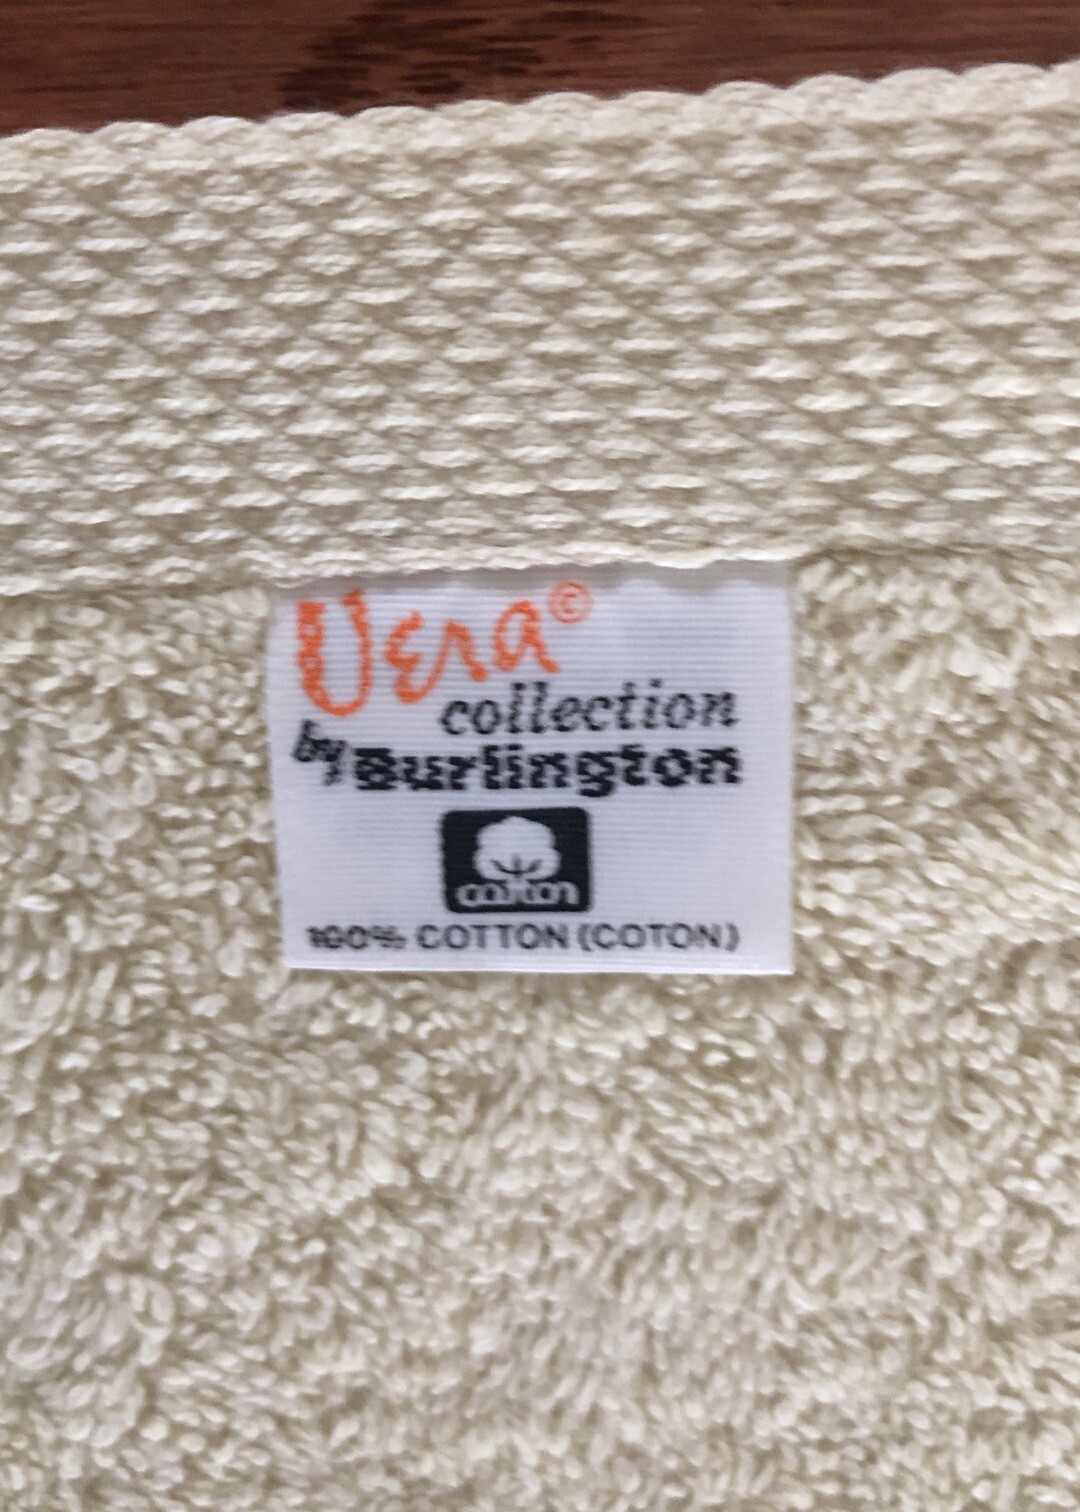 Vera©
collection
by Burlington
cotton
100% COTTON (COTON)